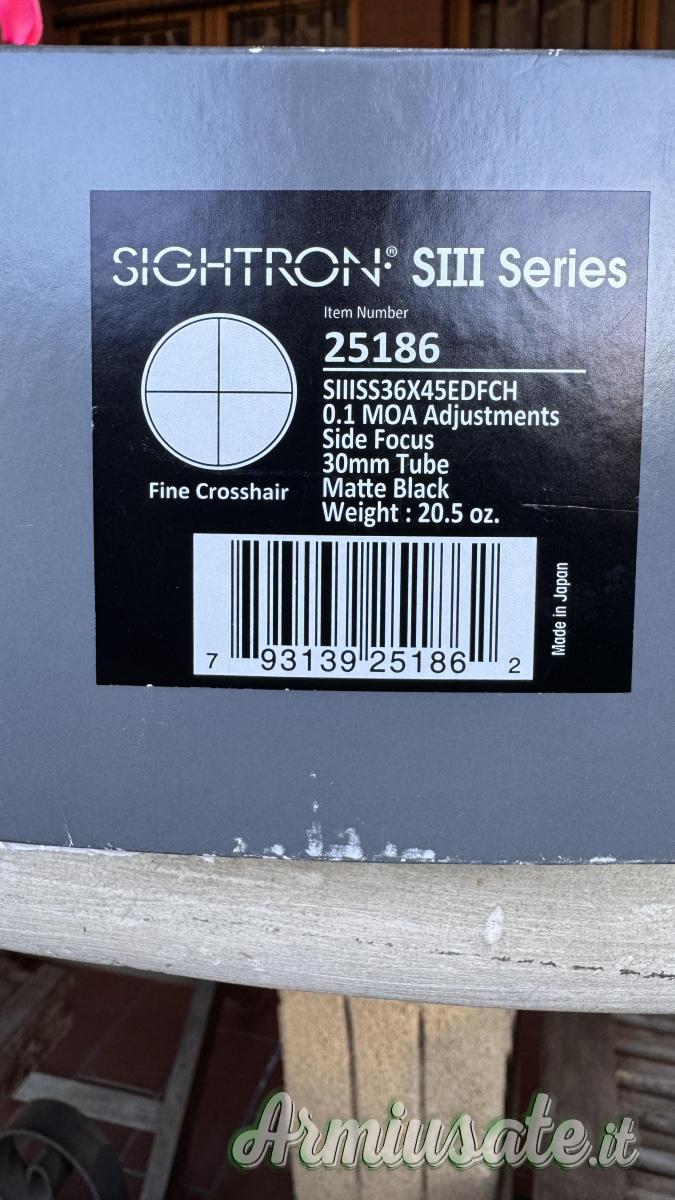 SIGHTRON® SIII Series
Item Number
25186
SIIISS36X45EDFCH
0.1 MOA Adjustments
Side Focus
30mm Tube
Matte Black
Weight : 20.5 oz.
Fine Crosshair
7 93139 25186 2
Made in Japan
Armiusate.it